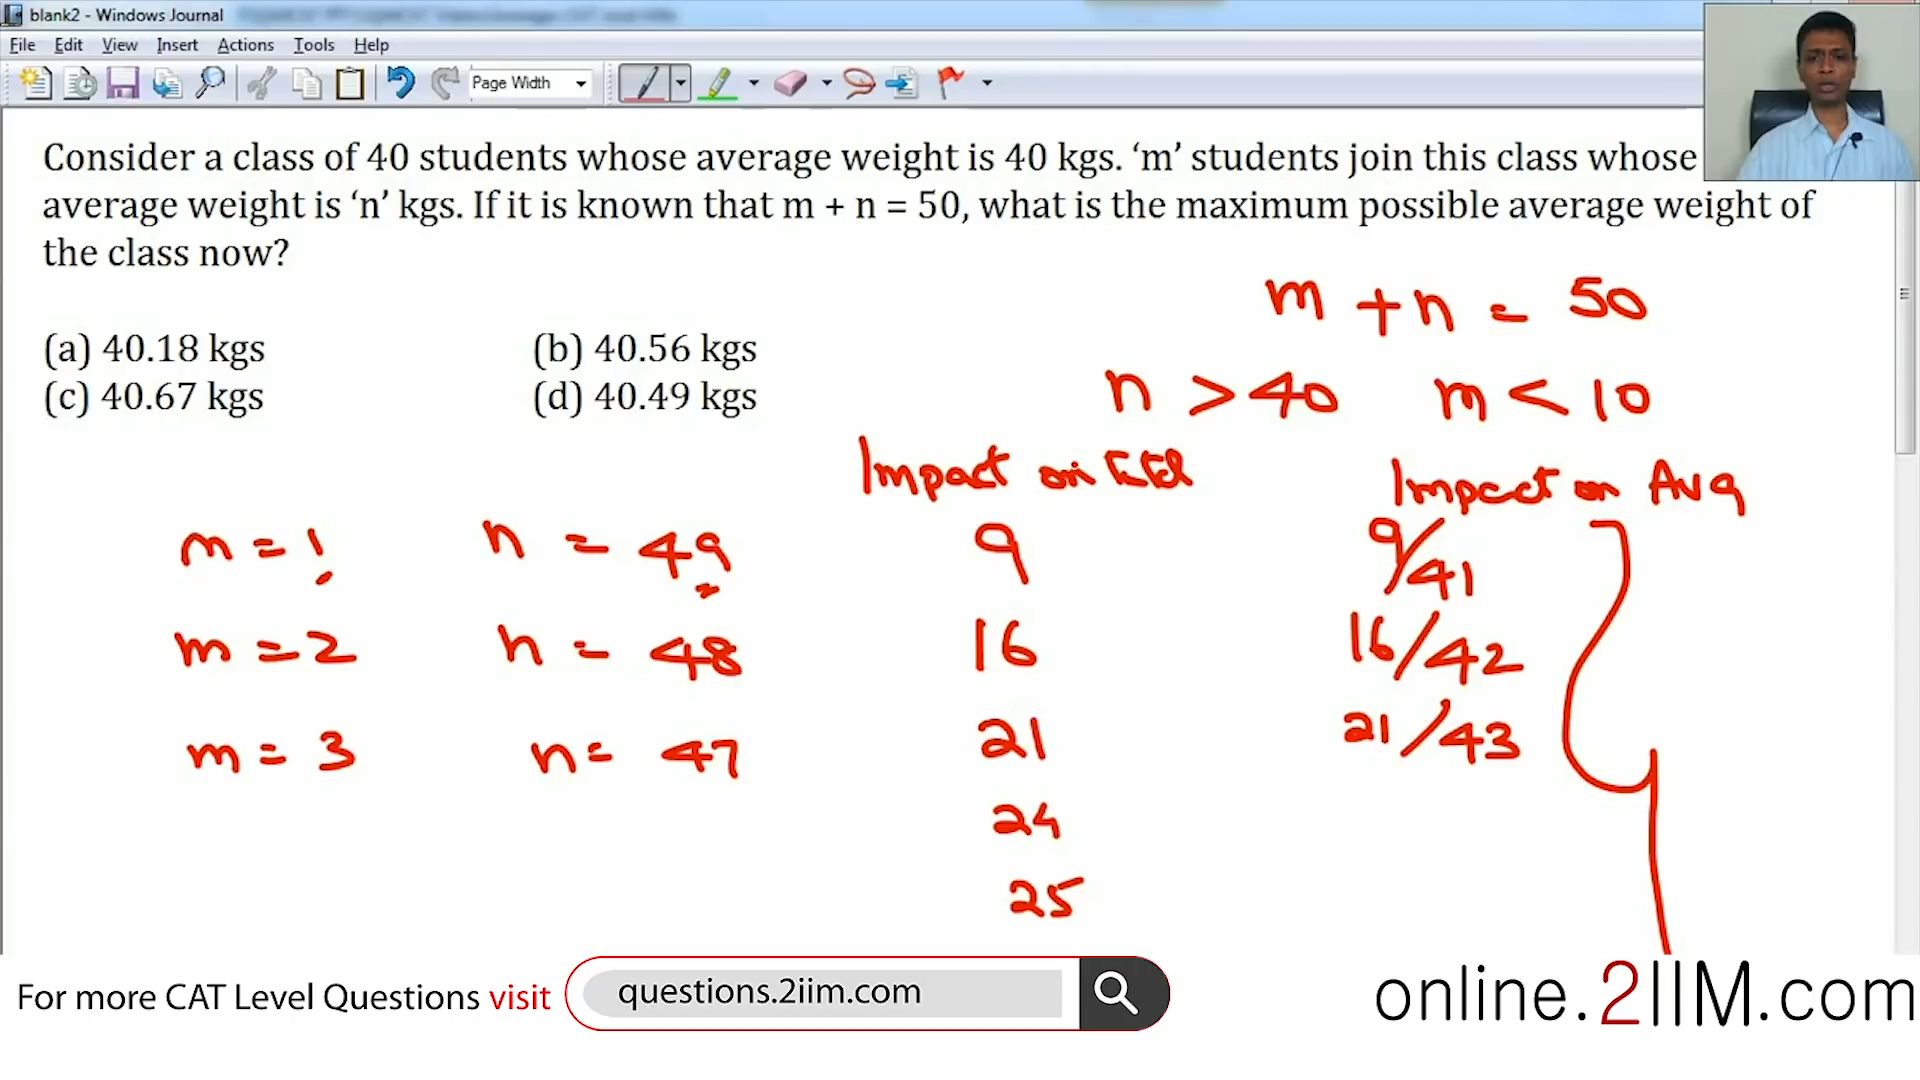 blank2 - Windows Journal
File Edit View Insert Actions Tools Help
Page Width
Consider a class of 40 students whose average weight is 40 kgs. ‘m’ students join this class whose
average weight is ‘n’ kgs. If it is known that m + n = 50, what is the maximum possible average weight of
the class now?
(a) 40.18 kgs (b) 40.56 kgs
(c) 40.67 kgs (d) 40.49 kgs
m + n = 50
n > 40 m < 10
Impact on total Impact on Avg
m = 1 n = 49 9 9/41
m = 2 n = 48 16 16/42
m = 3 n = 47 21 21/43
24
25
For more CAT Level Questions visit questions.2iim.com online.2IIM.com